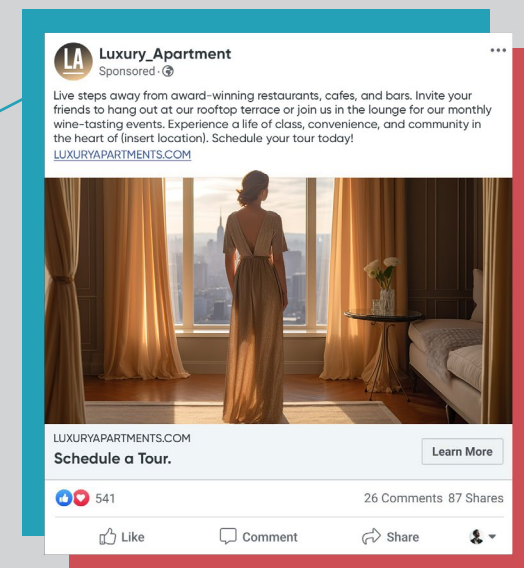 LA
Luxury_Apartment
Sponsored ·
Live steps away from award-winning restaurants, cafes, and bars. Invite your
friends to hang out at our rooftop terrace or join us in the lounge for our monthly
wine-tasting events. Experience a life of class, convenience, and community in
the heart of (insert location). Schedule your tour today!
LUXURYAPARTMENTS.COM
LUXURYAPARTMENTS.COM
Schedule a Tour.
Learn More
541
26 Comments 87 Shares
Like Comment Share